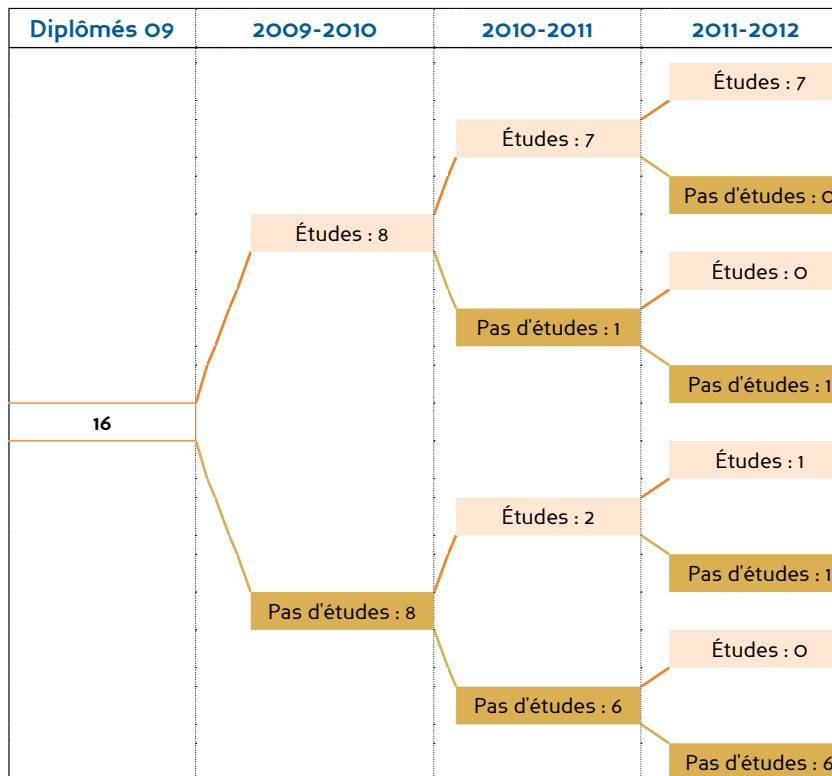 Diplômés 09 2009-2010 2010-2011 2011-2012
Études : 7
Études : 7
Pas d'études : 0
Études : 8
Études : 0
Pas d'études : 1
Pas d'études : 1
16
Études : 1
Études : 2
Pas d'études : 1
Pas d'études : 8
Études : 0
Pas d'études : 6
Pas d'études : 6